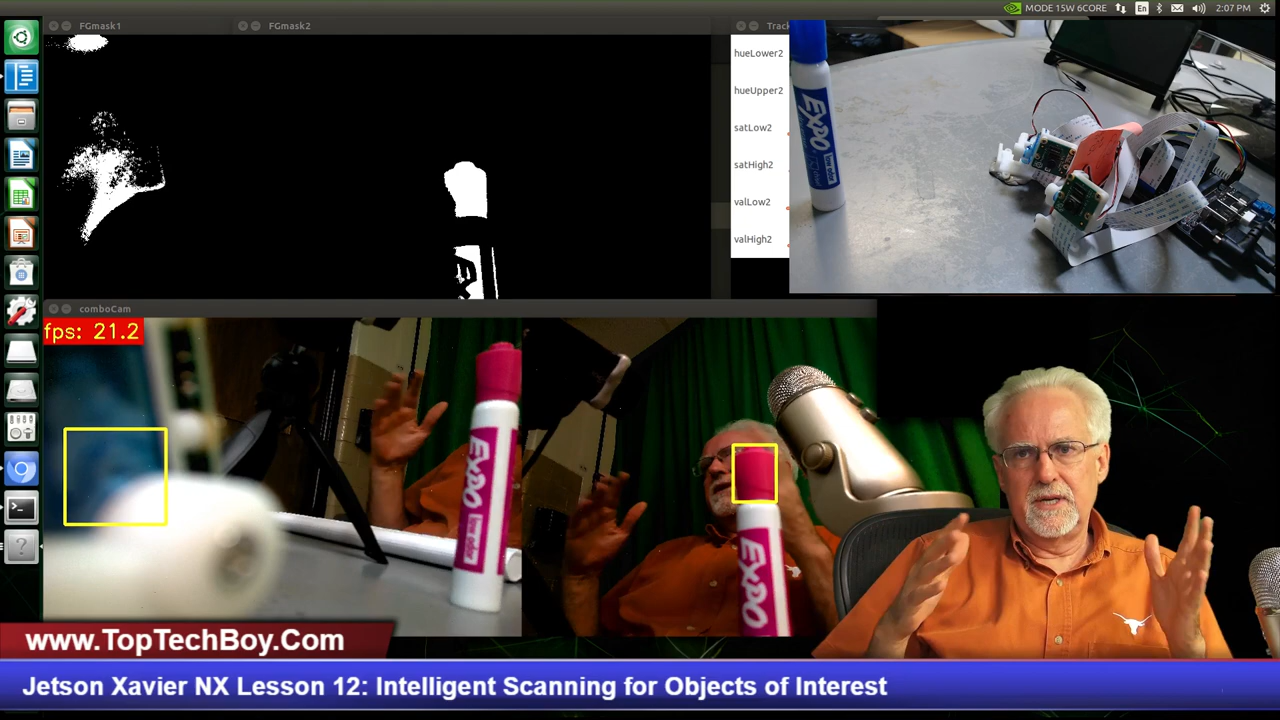 MODE 15W 6CORE
En
2:07 PM
FGmask1
FGmask2
Track
hueLower2
hueUpper2
satLow2
satHigh2
valLow2
valHigh2
EXPO
comboCam
fps: 21.2
EXPO
EXPO
www.TopTechBoy.Com
Jetson Xavier NX Lesson 12: Intelligent Scanning for Objects of Interest